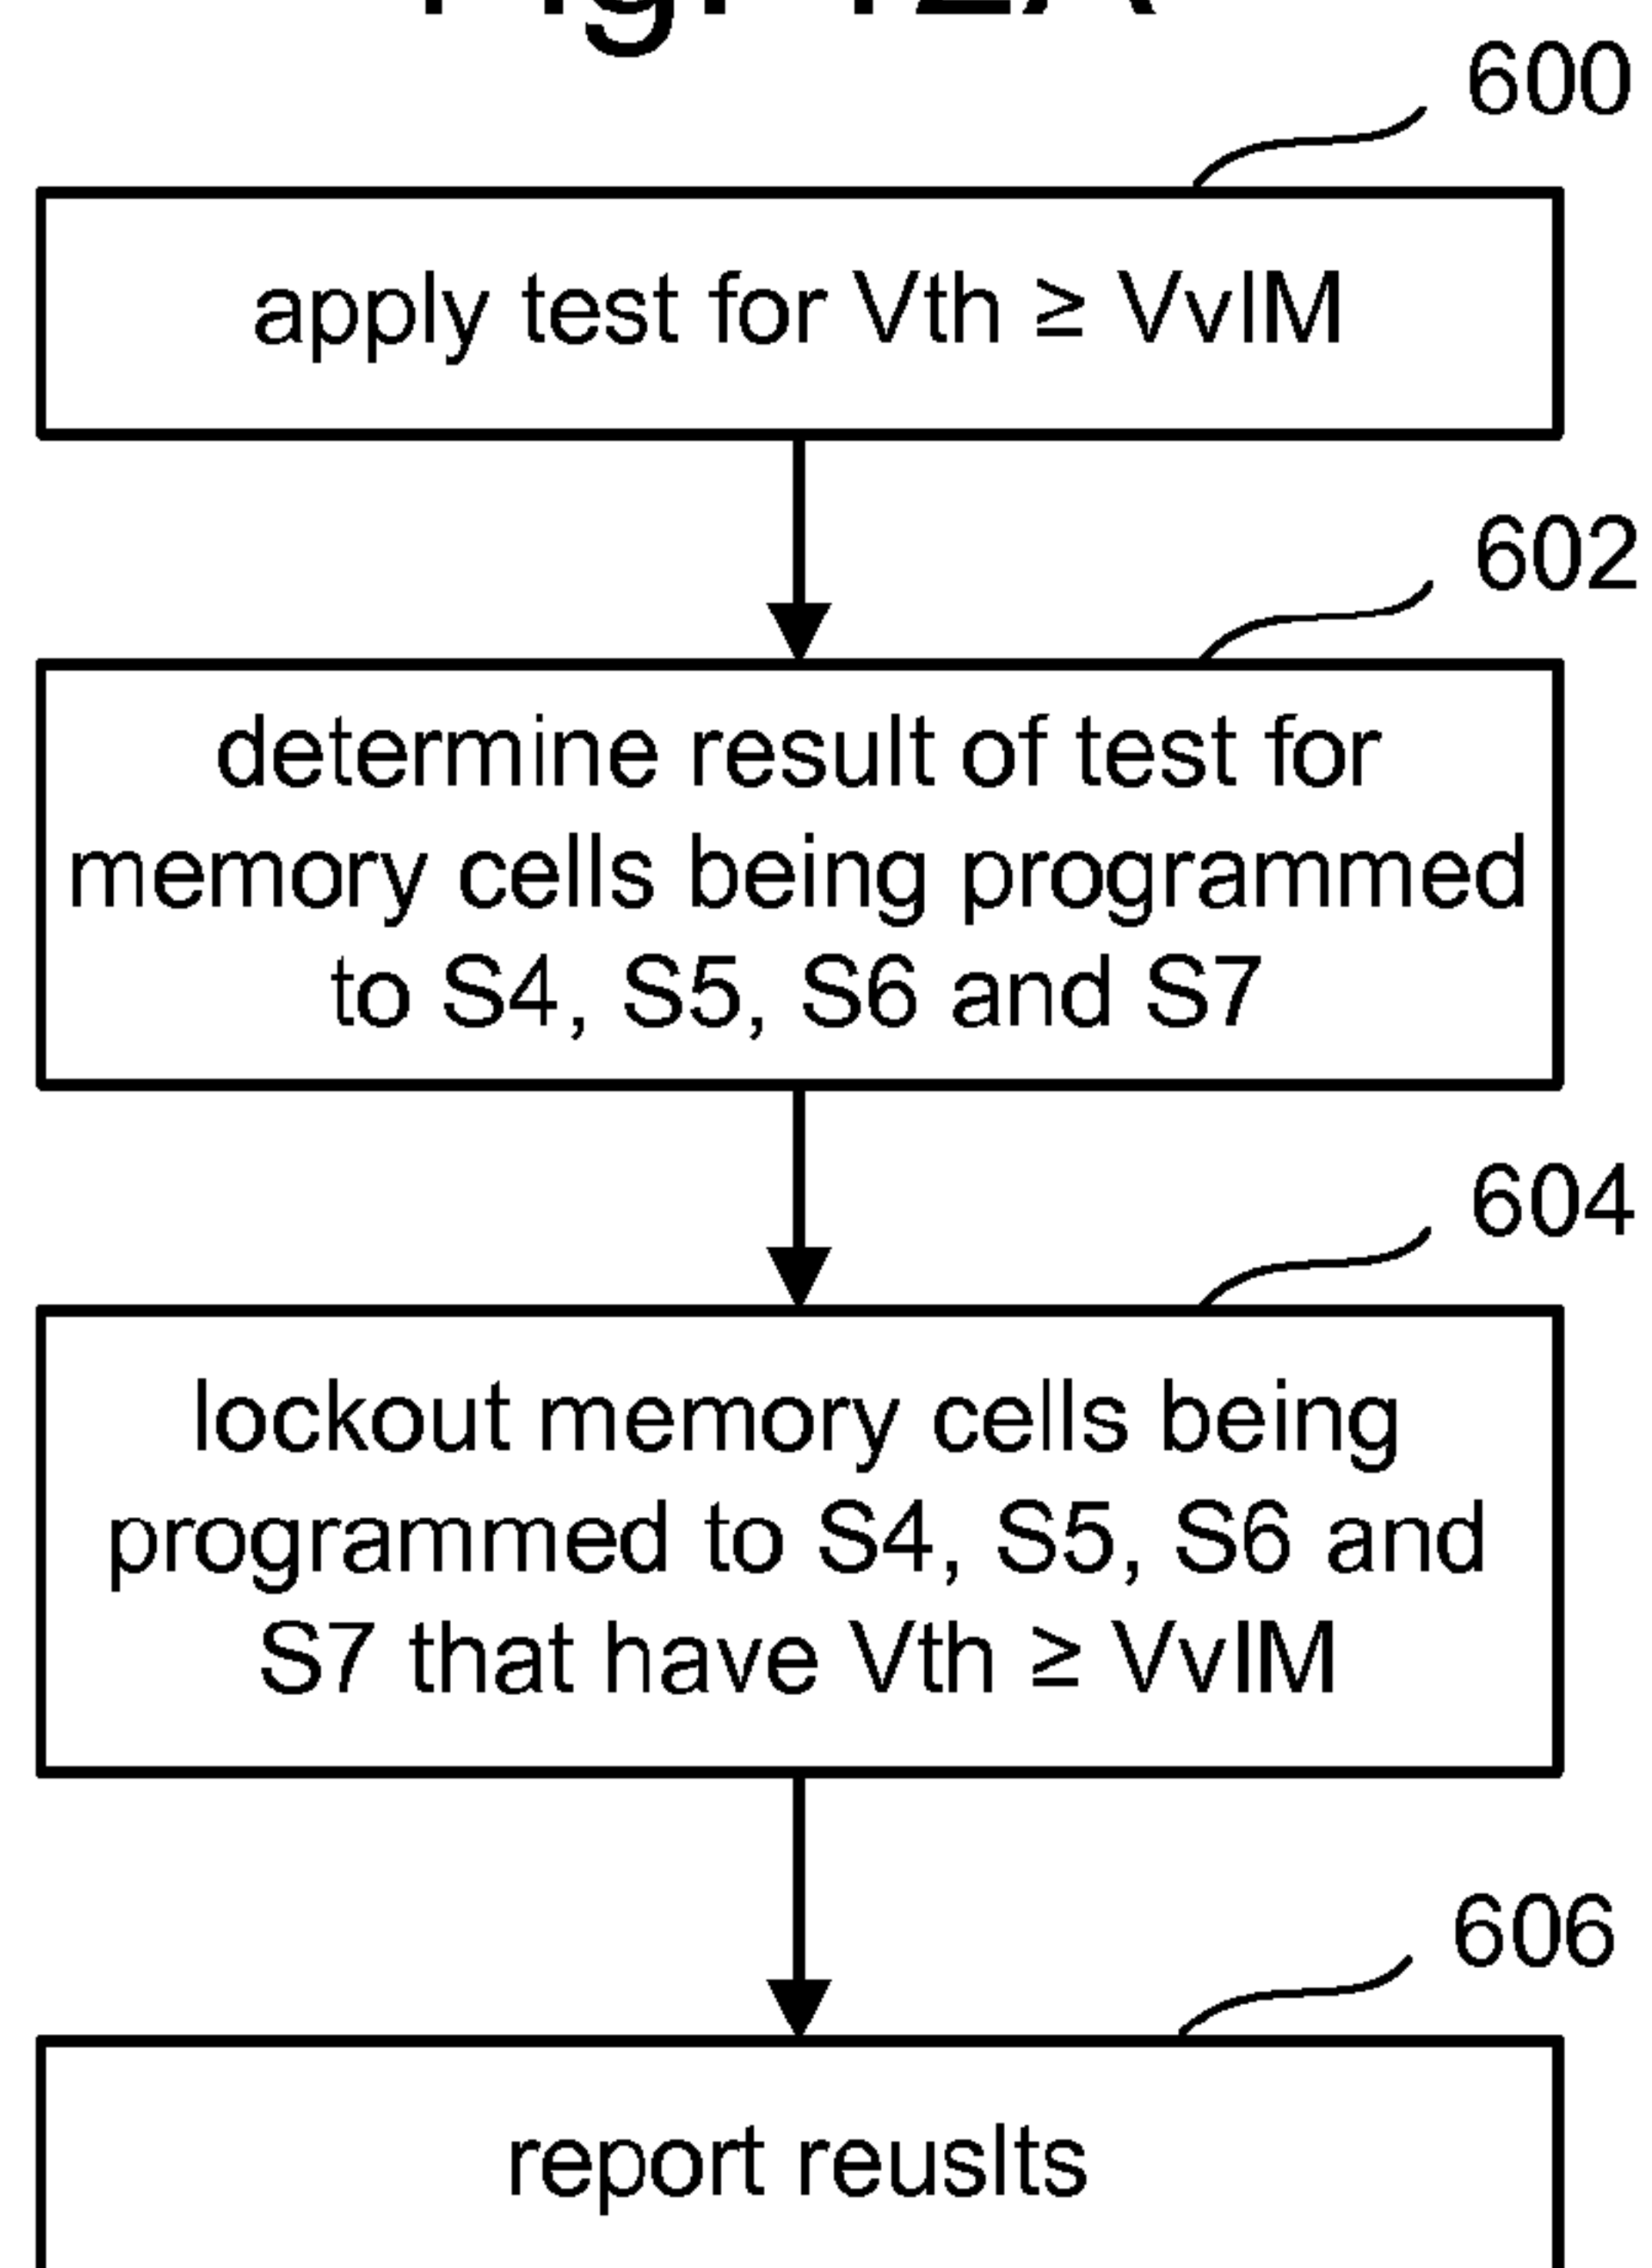 600
apply test for Vth ≥ VvIM
602
determine result of test for
memory cells being programmed
to S4, S5, S6 and S7
604
lockout memory cells being
programmed to S4, S5, S6 and
S7 that have Vth ≥ VvIM
606
report reuslts